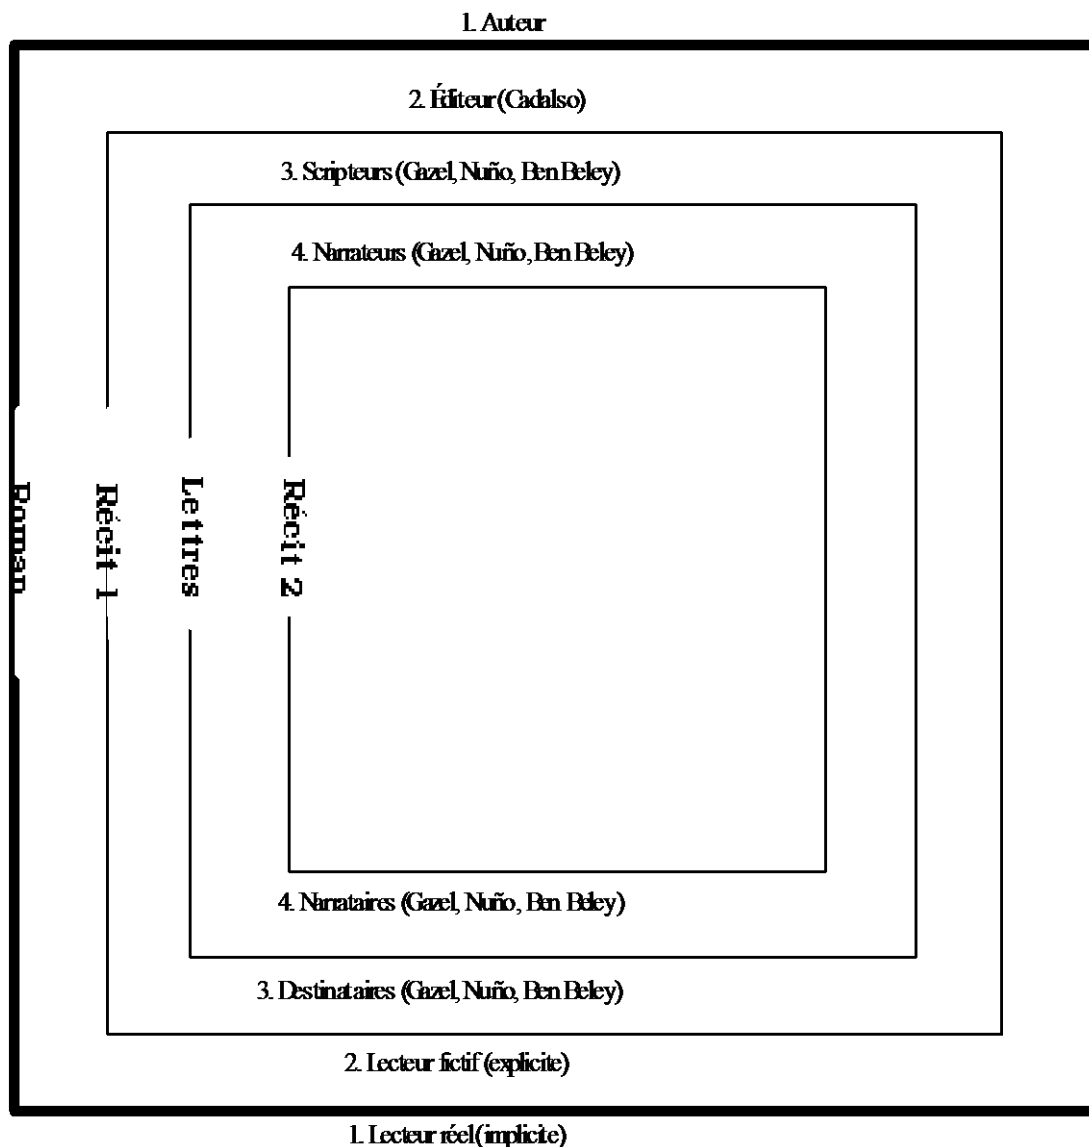 1. Auteur
2. Éditeur (Cadalso)
3. Scripteurs (Gazel, Nuño, Ben Beley)
4. Narrateurs (Gazel, Nuño, Ben Beley)
Roman
Récit 1
Lettres
Récit 2
4. Narrataires (Gazel, Nuño, Ben Beley)
3. Destinataires (Gazel, Nuño, Ben Beley)
2. Lecteur fictif (explicite)
1. Lecteur réel (implicite)